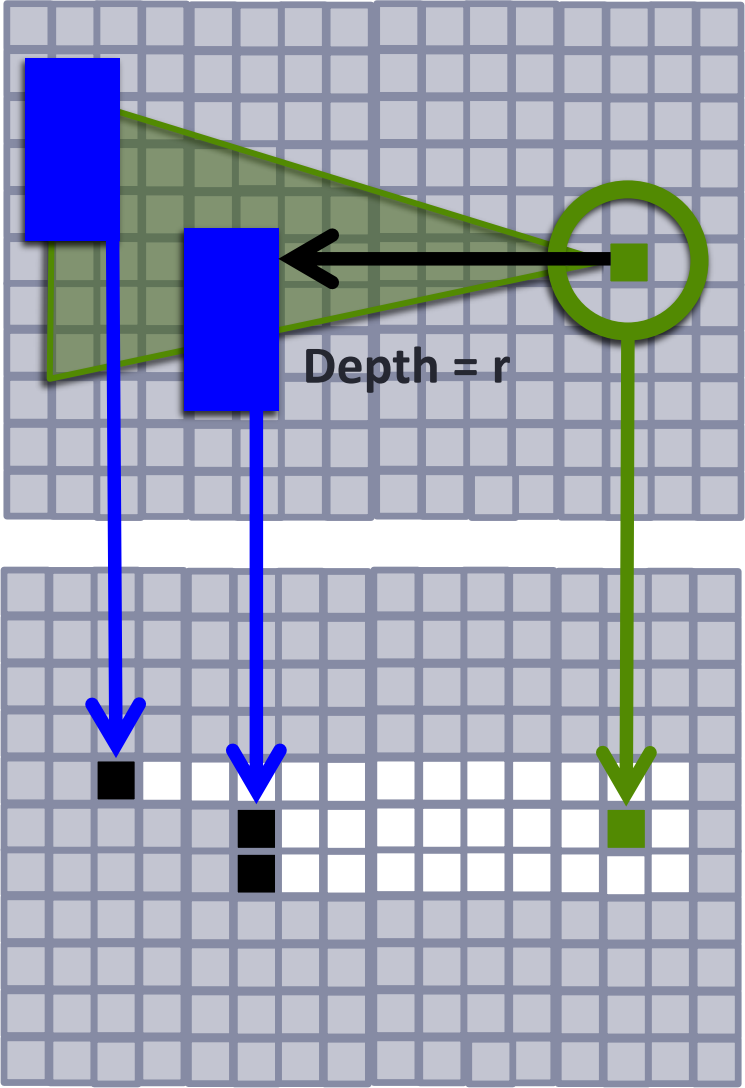 Depth = r